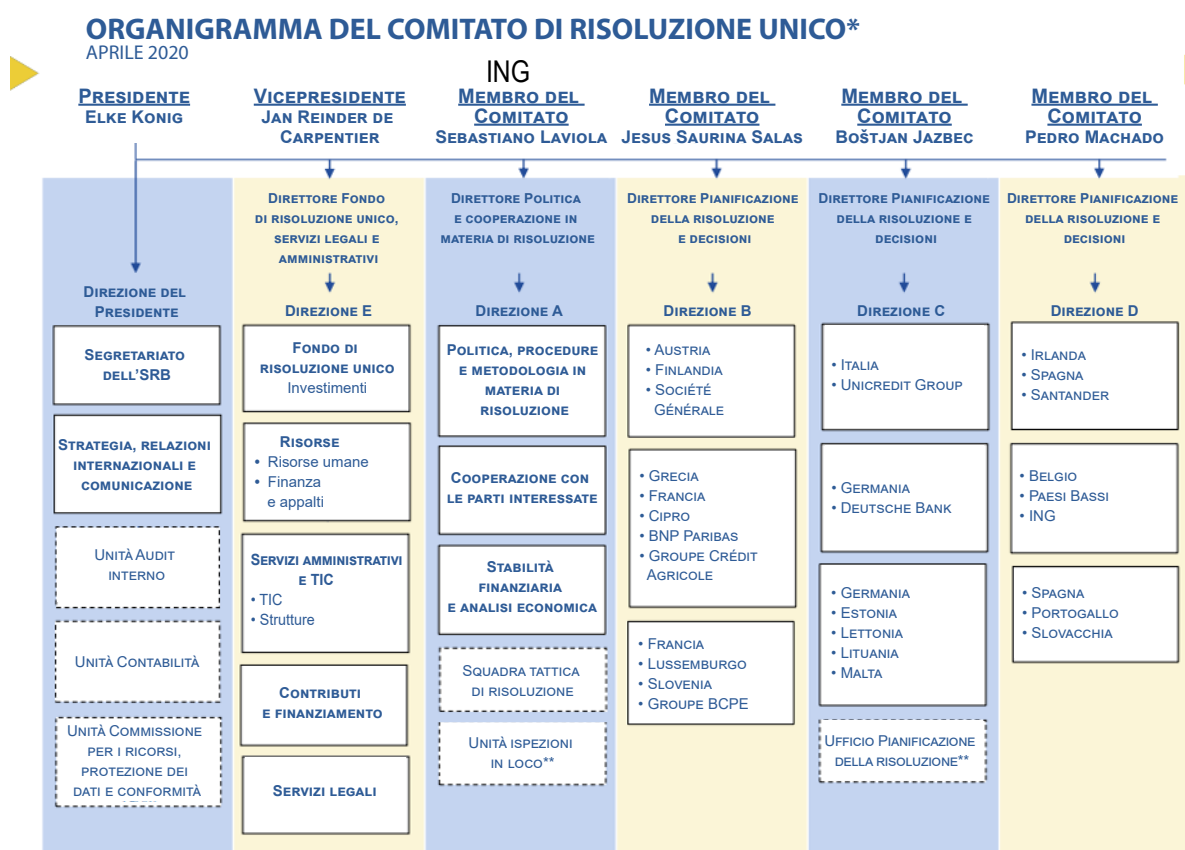 ORGANIGRAMMA DEL COMITATO DI RISOLUZIONE UNICO*
APRILE 2020
ING
PRESIDENTE
ELKE KONIG
VICEPRESIDENTE
JAN REINDER DE
CARPENTIER
MEMBRO DEL
COMITATO
SEBASTIANO LAVIOLA
MEMBRO DEL
COMITATO
JESUS SAURINA SALAS
MEMBRO DEL
COMITATO
BOŠTJAN JAZBEC
MEMBRO DEL
COMITATO
PEDRO MACHADO
DIREZIONE DEL
PRESIDENTE
SEGRETARIATO
DELL'SRB
STRATEGIA, RELAZIONI
INTERNAZIONALI E
COMUNICAZIONE
UNITÀ AUDIT
INTERNO
UNITÀ CONTABILITÀ
UNITÀ COMMISSIONE
PER I RICORSI,
PROTEZIONE DEI
DATI E CONFORMITÀ
DIRETTORE FONDO
DI RISOLUZIONE UNICO,
SERVIZI LEGALI E
AMMINISTRATIVI
DIREZIONE E
FONDO DI
RISOLUZIONE UNICO
Investimenti
RISORSE
• Risorse umane
• Finanza
e appalti
SERVIZI AMMINISTRATIVI
E TIC
• TIC
• Strutture
CONTRIBUTI
E FINANZIAMENTO
SERVIZI LEGALI
DIRETTORE POLITICA
E COOPERAZIONE IN
MATERIA DI RISOLUZIONE
DIREZIONE A
POLITICA, PROCEDURE
E METODOLOGIA IN
MATERIA DI
RISOLUZIONE
COOPERAZIONE CON
LE PARTI INTERESSATE
STABILITÀ
FINANZIARIA
E ANALISI ECONOMICA
SQUADRA TATTICA
DI RISOLUZIONE
UNITÀ ISPEZIONI
IN LOCO**
DIRETTORE PIANIFICAZIONE
DELLA RISOLUZIONE
E DECISIONI
DIREZIONE B
• AUSTRIA
• FINLANDIA
• SOCIÉTÉ
GÉNÉRALE
• GRECIA
• FRANCIA
• CIPRO
• BNP PARIBAS
• GROUPE CRÉDIT
AGRICOLE
• FRANCIA
• LUSSEMBURGO
• SLOVENIA
• GROUPE BCPE
DIRETTORE PIANIFICAZIONE
DELLA RISOLUZIONE E
DECISIONI
DIREZIONE C
• ITALIA
• UNICREDIT GROUP
• GERMANIA
• DEUTSCHE BANK
• GERMANIA
• ESTONIA
• LETTONIA
• LITUANIA
• MALTA
UFFICIO PIANIFICAZIONE
DELLA RISOLUZIONE**
DIRETTORE PIANIFICAZIONE
DELLA RISOLUZIONE E
DECISIONI
DIREZIONE D
• IRLANDA
• SPAGNA
• SANTANDER
• BELGIO
• PAESI BASSI
• ING
• SPAGNA
• PORTOGALLO
• SLOVACCHIA